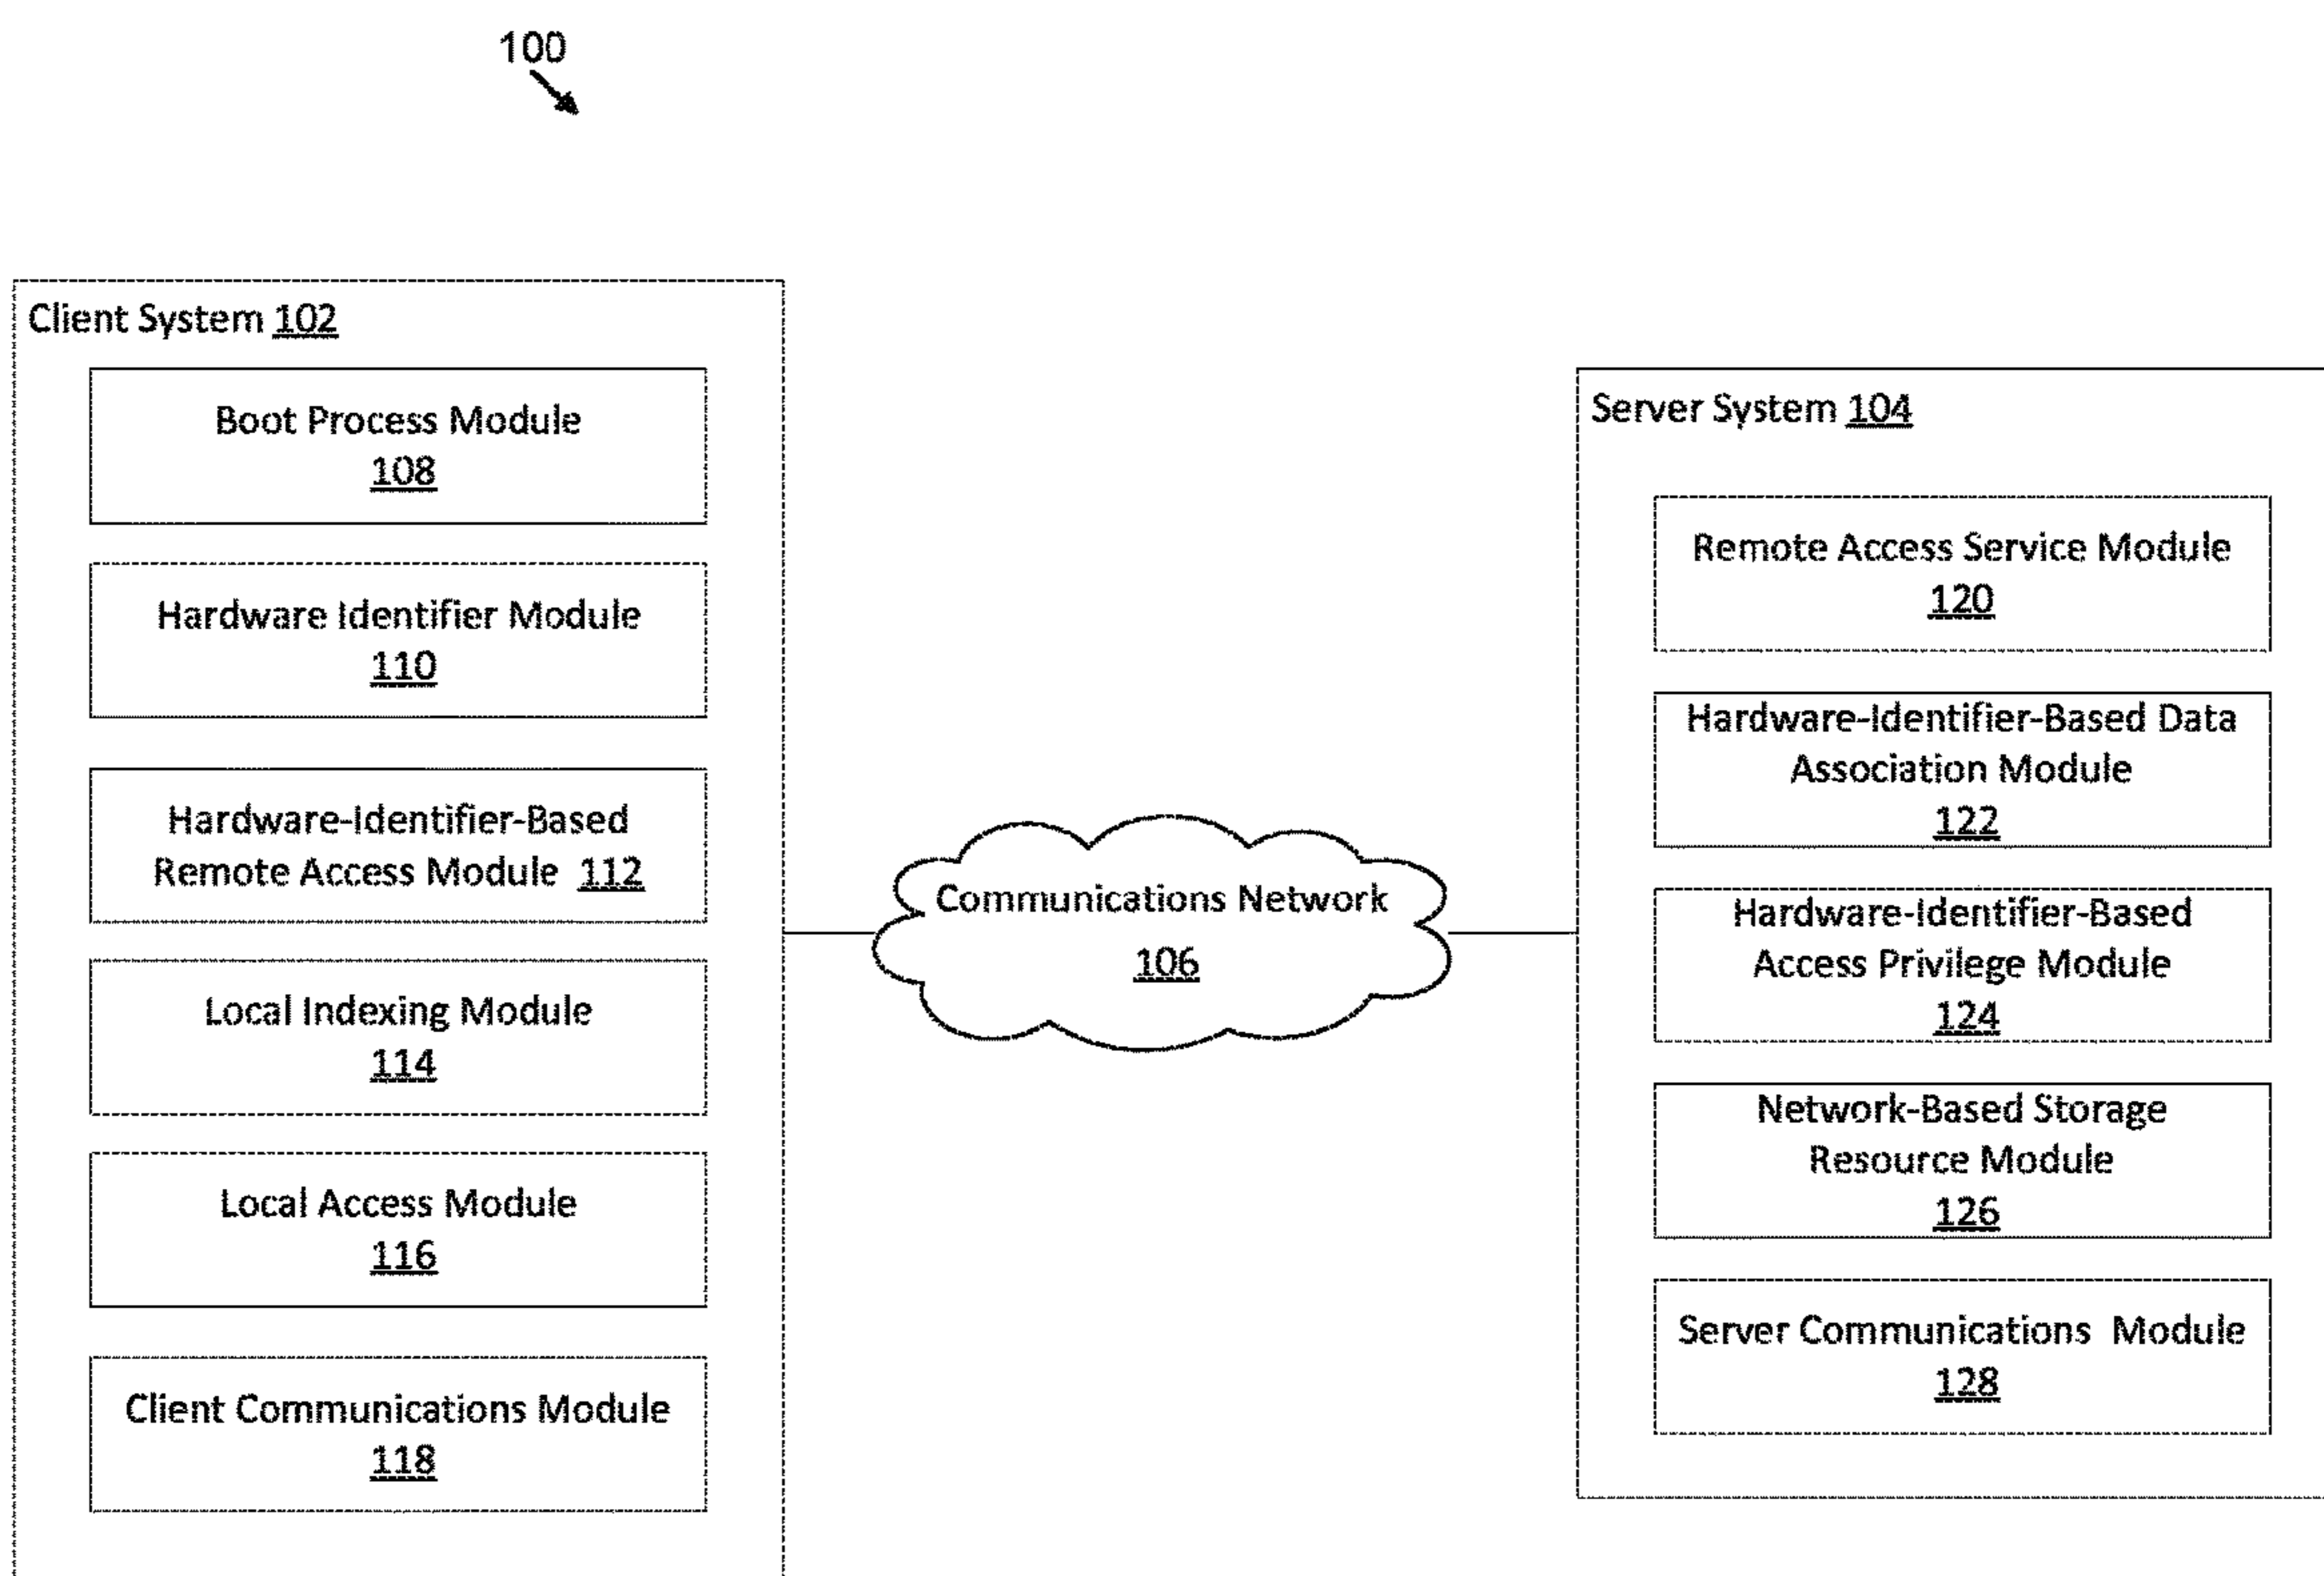 100
Client System 102
Boot Process Module
108
Hardware Identifier Module
110
Hardware-Identifier-Based
Remote Access Module 112
Local Indexing Module
114
Local Access Module
116
Client Communications Module
118
Communications Network
106
Server System 104
Remote Access Service Module
120
Hardware-Identifier-Based Data
Association Module
122
Hardware-Identifier-Based
Access Privilege Module
124
Network-Based Storage
Resource Module
126
Server Communications Module
128